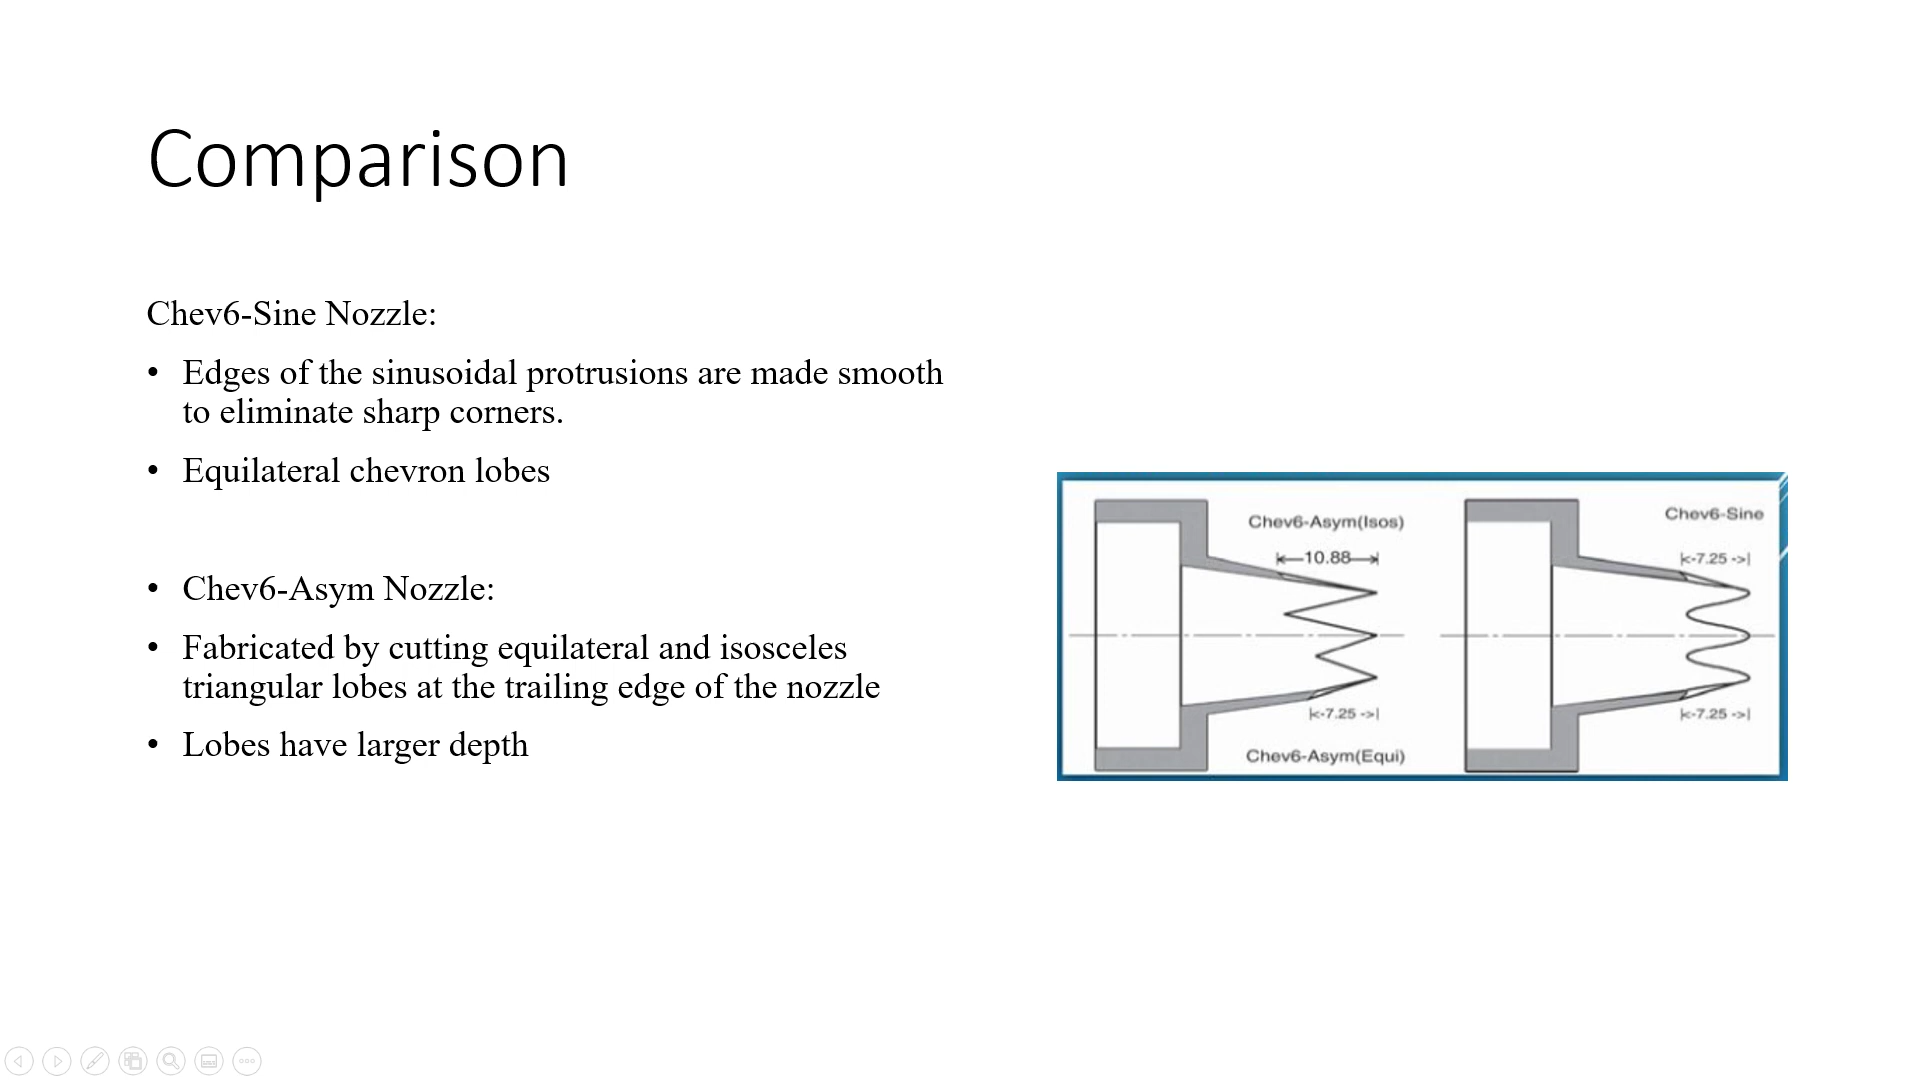 Comparison
Chev6-Sine Nozzle:
• Edges of the sinusoidal protrusions are made smooth
to eliminate sharp corners.
• Equilateral chevron lobes
• Chev6-Asym Nozzle:
• Fabricated by cutting equilateral and isosceles
triangular lobes at the trailing edge of the nozzle
• Lobes have larger depth
Chev6-Asym(Isos)
10.88
7.25
Chev6-Asym(Equi)
Chev6-Sine
7.25
7.25